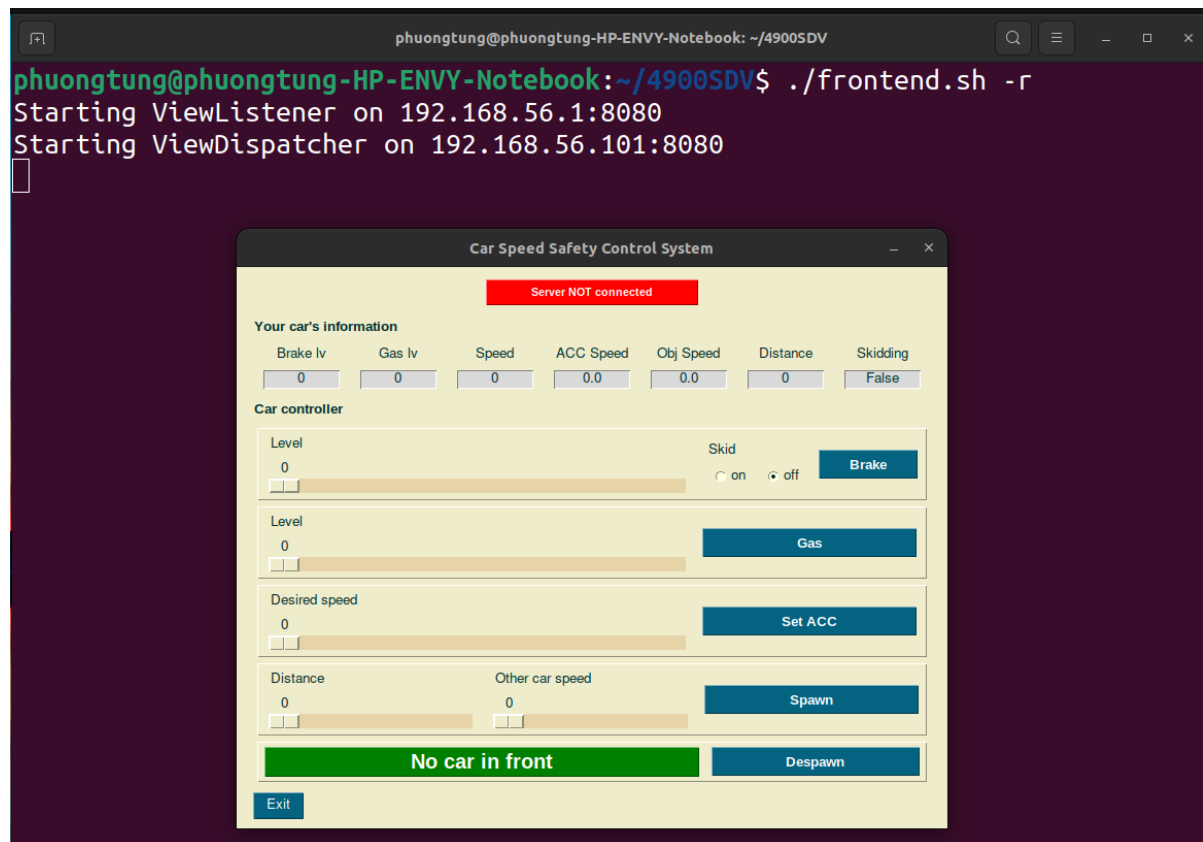 phuongtung@phuongtung-HP-ENVY-Notebook: ~/4900SDV
phuongtung@phuongtung-HP-ENVY-Notebook:~/4900SDV$ ./frontend.sh -r
Starting ViewListener on 192.168.56.1:8080
Starting ViewDispatcher on 192.168.56.101:8080
Car Speed Safety Control System
Server NOT connected
Your car's information
Brake lv Gas lv Speed ACC Speed Obj Speed Distance Skidding
0 0 0 0.0 0.0 0 False
Car controller
Level
0
Skid
on off
Brake
Level
0
Gas
Desired speed
0
Set ACC
Distance Other car speed
0 0
Spawn
No car in front
Despawn
Exit